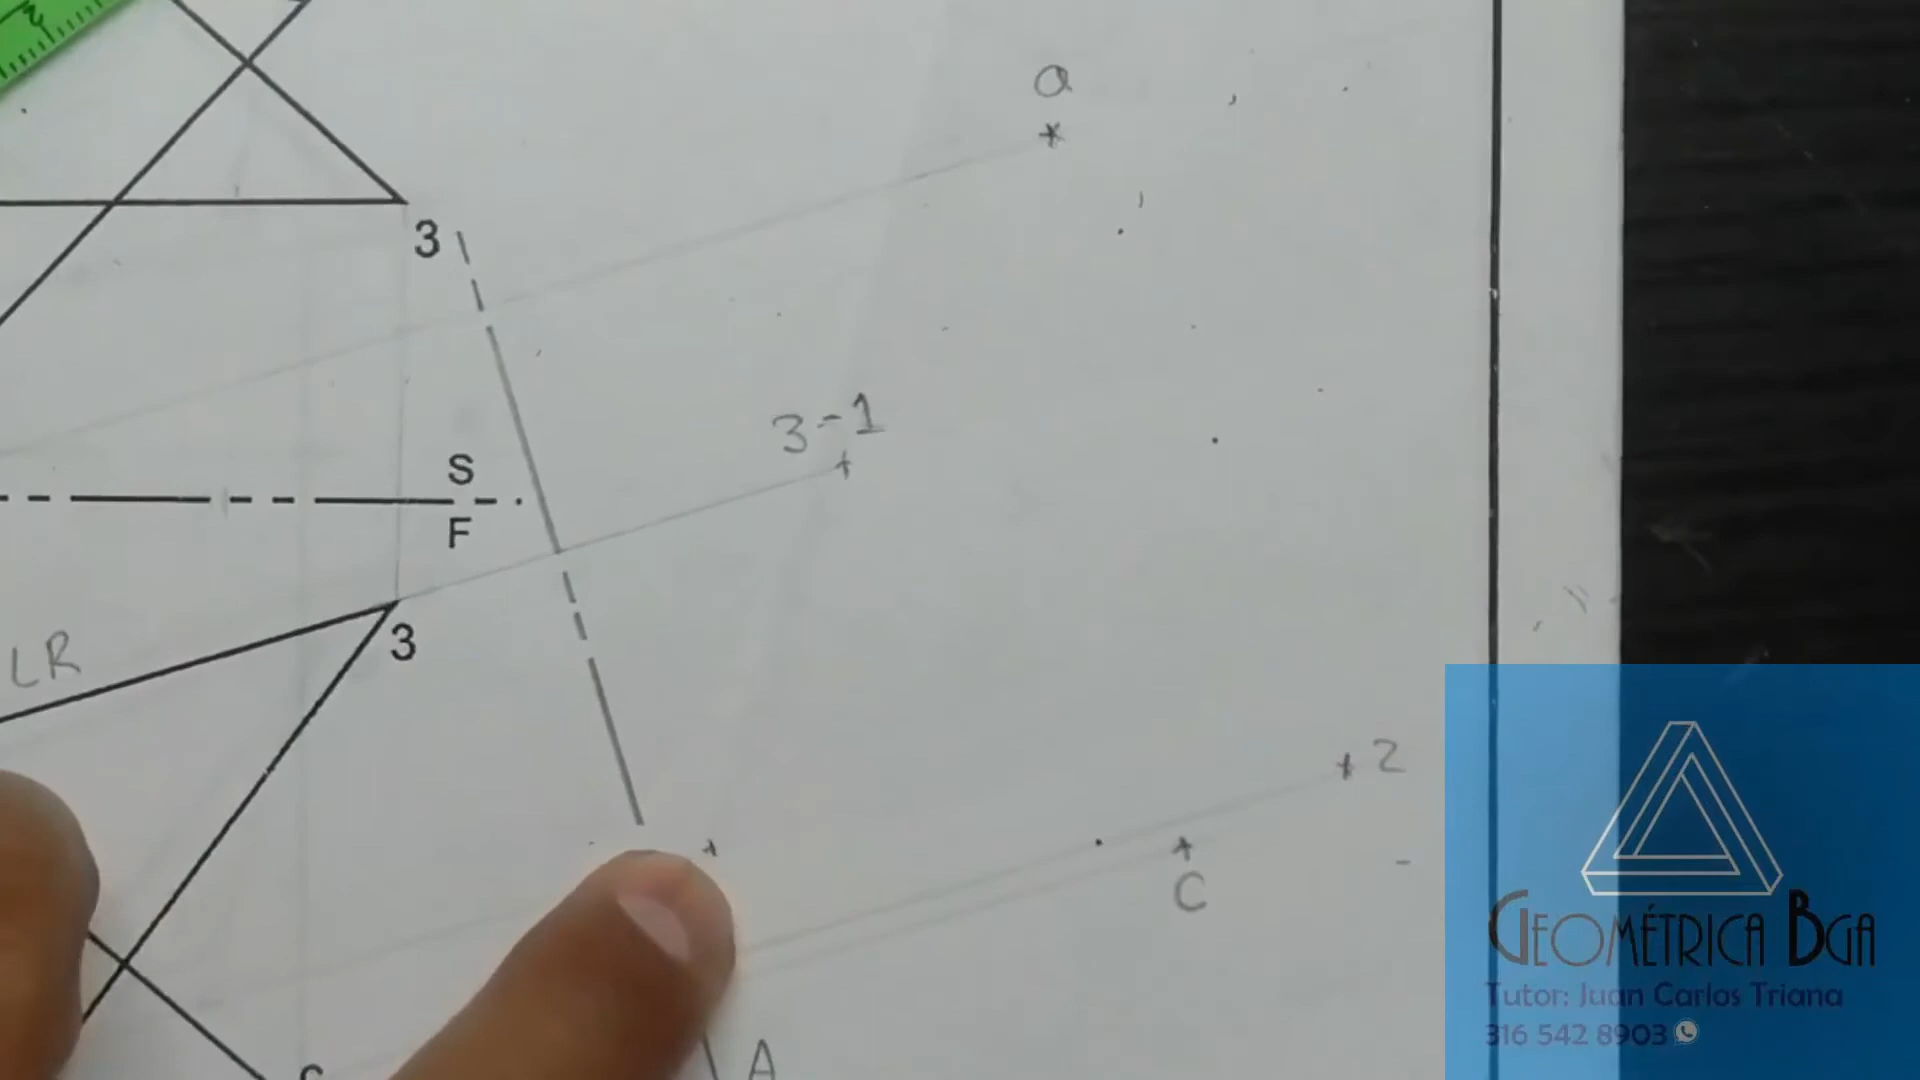 a
3
3-1
S
F
3
LR
2
C
A
GEOMÉTRICA BGA
Tutor: Juan Carlos Triana
316 542 8903